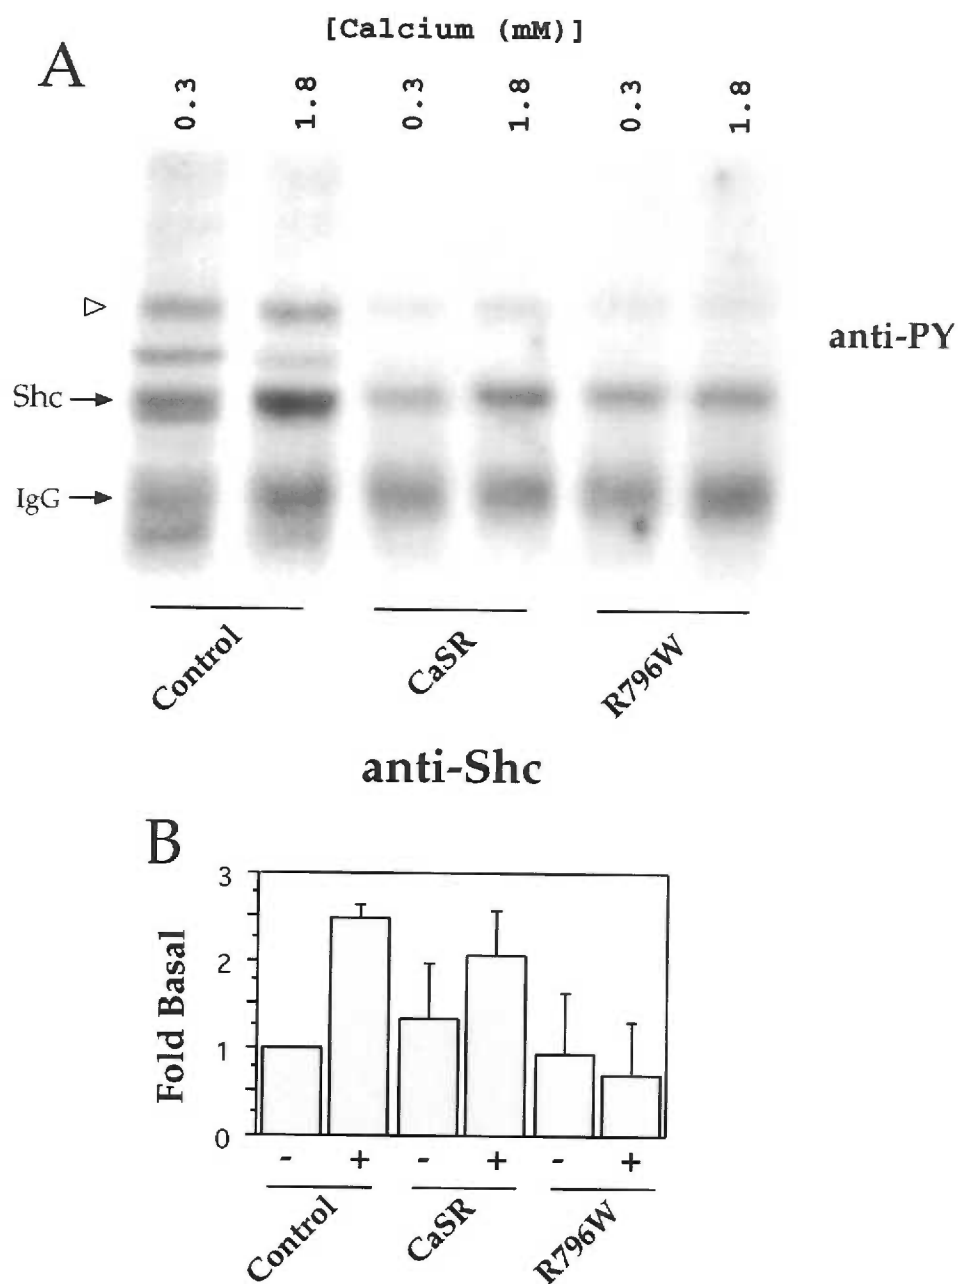 [Calcium (mM)]
A
0.3 1.8 0.3 1.8 0.3 1.8
anti-PY
Shc
IgG
Control CaSR R796W
anti-Shc
B
Fold Basal
3
2
1
0
- + - + - +
Control CaSR R796W